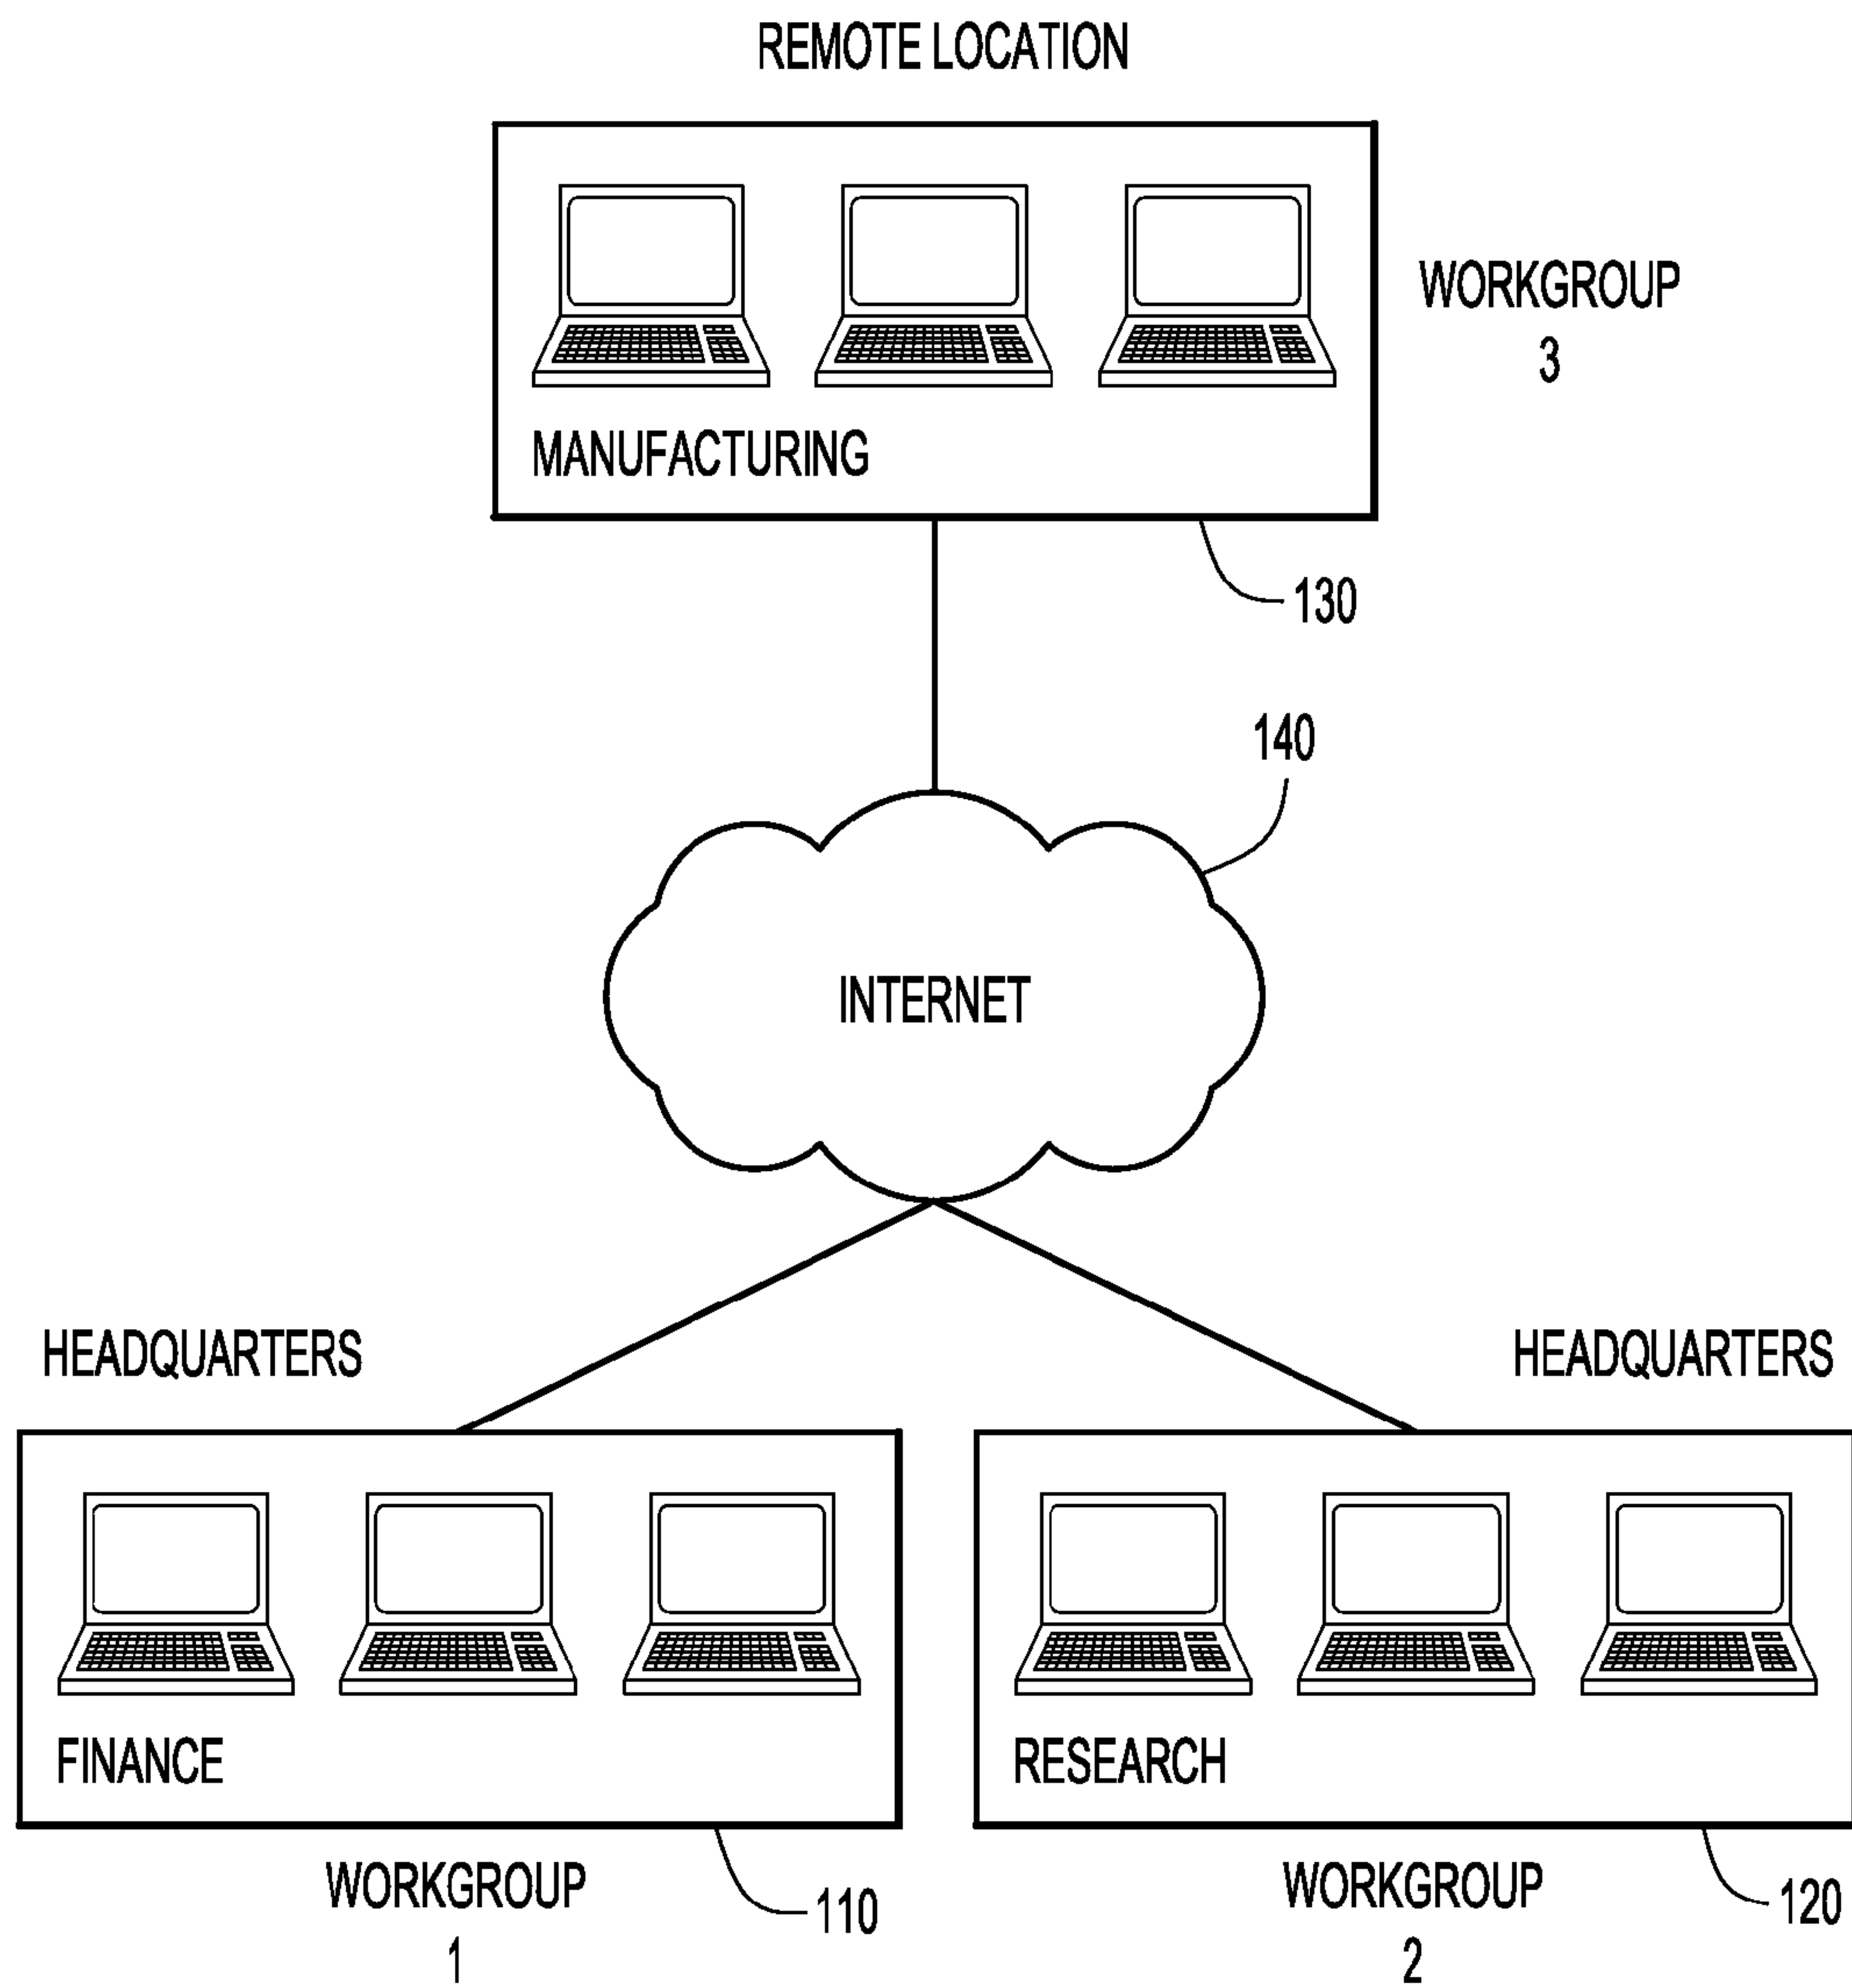 REMOTE LOCATION
WORKGROUP
3
MANUFACTURING
130
140
INTERNET
HEADQUARTERS
HEADQUARTERS
FINANCE
RESEARCH
WORKGROUP
1
110
WORKGROUP
2
120